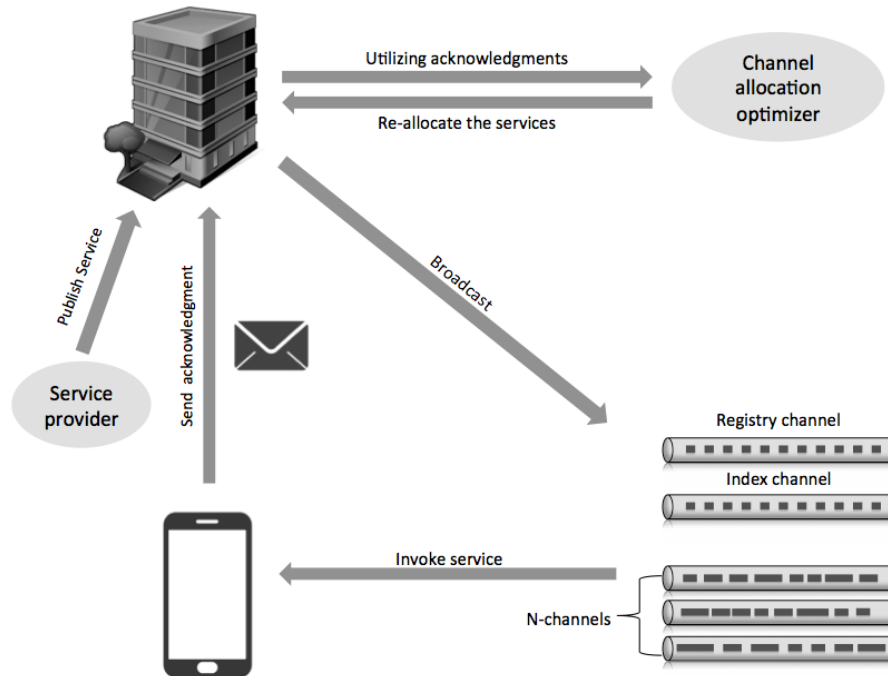 Utilizing acknowledgments
Channel
allocation
optimizer
Re-allocate the services
Publish Service
Send acknowledgment
Broadcast
Service
provider
Registry channel
Index channel
Invoke service
N-channels